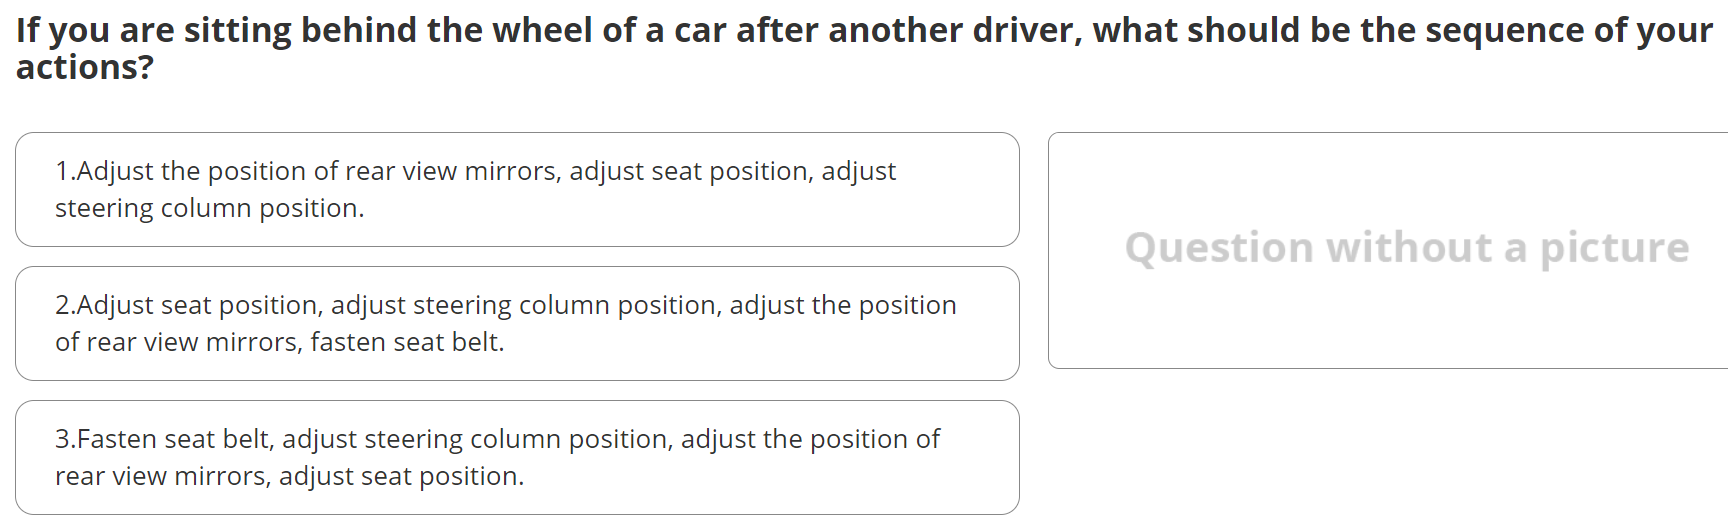 If you are sitting behind the wheel of a car after another driver, what should be the sequence of your
actions?
1.Adjust the position of rear view mirrors, adjust seat position, adjust
steering column position.
2.Adjust seat position, adjust steering column position, adjust the position
of rear view mirrors, fasten seat belt.
3.Fasten seat belt, adjust steering column position, adjust the position of
rear view mirrors, adjust seat position.
Question without a picture